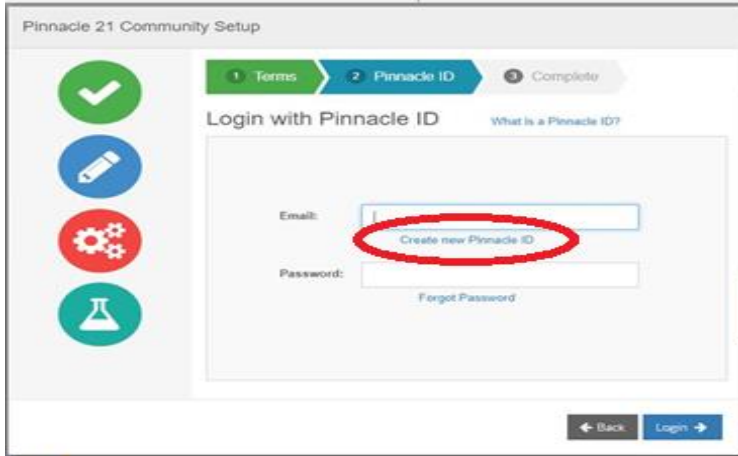 Pinnacle 21 Community Setup
1 Terms 2 Pinnacle ID 3 Complete
Login with Pinnacle ID What is a Pinnacle ID?
Email:
Create new Pinnacle ID
Password:
Forgot Password
Back Login